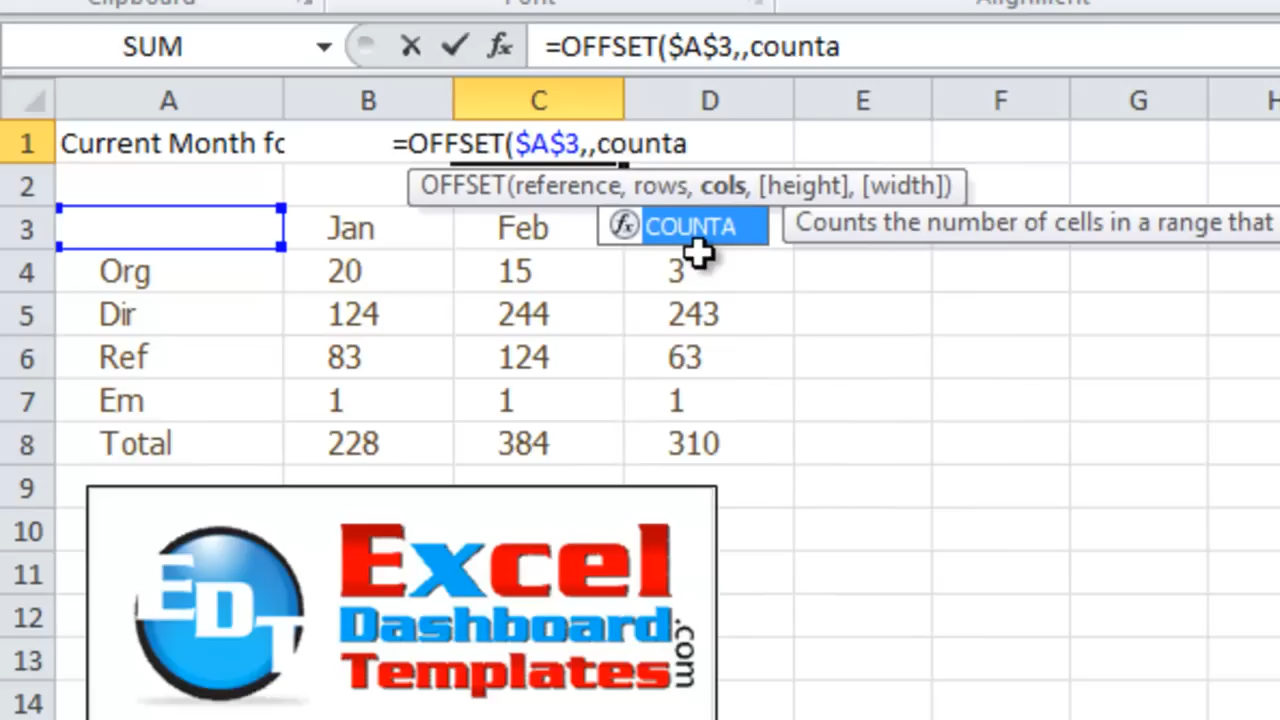 Clipboard Font Alignment
SUM =OFFSET($A$3,,counta
A B C D E F G H
1 Current Month fo =OFFSET($A$3,,counta
2 OFFSET(reference, rows, cols, [height], [width])
3 Jan Feb COUNTA Counts the number of cells in a range that
4 Org 20 15 3
5 Dir 124 244 243
6 Ref 83 124 63
7 Em 1 1 1
8 Total 228 384 310
9
10
11
12
13
14
EDT
Excel
Dashboard
Templates
.com